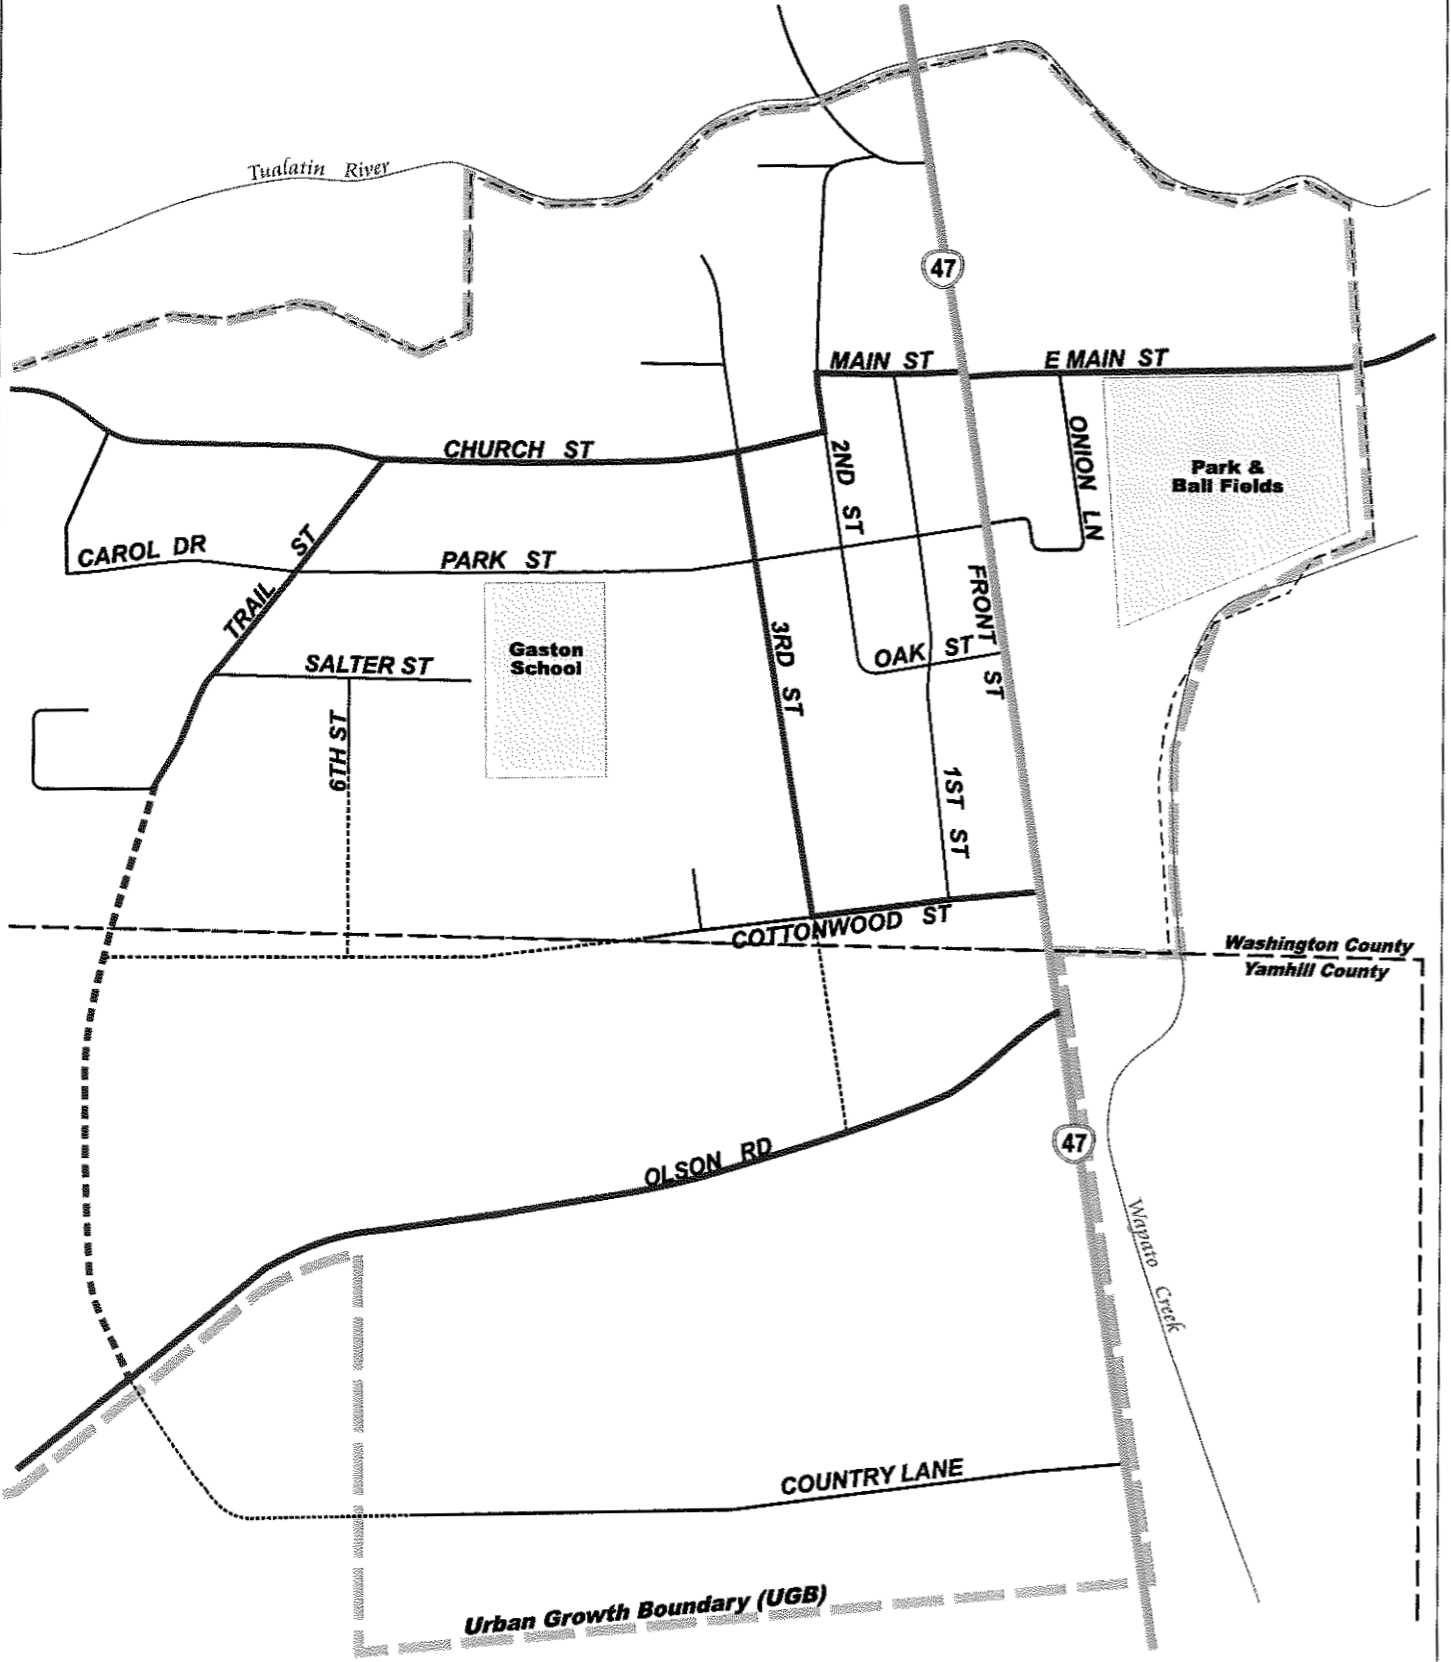 Tualatin River
47
MAIN ST
E MAIN ST
CHURCH ST
2ND ST
ONION LN
Park &
Ball Fields
CAROL DR
TRAIL ST
PARK ST
FRONT ST
Gaston
School
3RD ST
OAK ST
SALTER ST
6TH ST
1ST ST
COTTONWOOD ST
Washington County
Yamhill County
47
OLSON RD
Wapato Creek
COUNTRY LANE
Urban Growth Boundary (UGB)